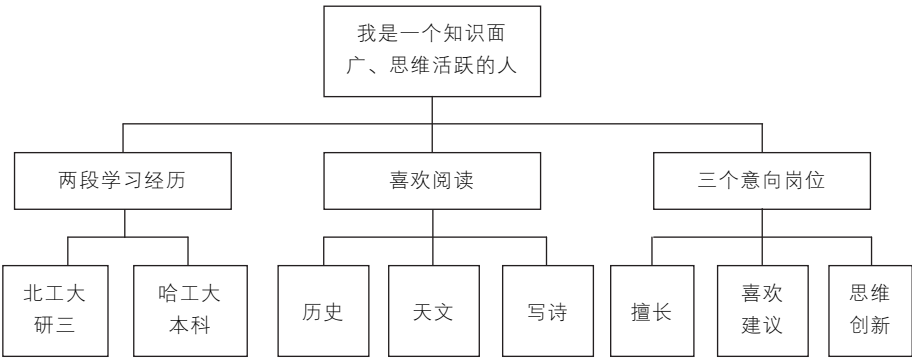 我是一个知识面
广、思维活跃的人
两段学习经历
喜欢阅读
三个意向岗位
北工大
研三
哈工大
本科
历史
天文
写诗
擅长
喜欢
建议
思维
创新